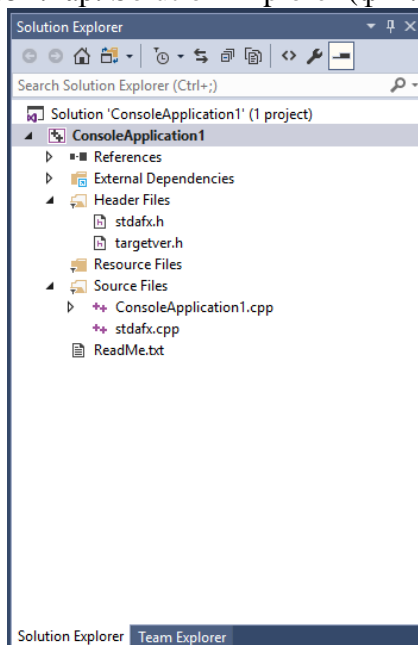 Solution Explorer
Search Solution Explorer (Ctrl+;)
Solution 'ConsoleApplication1' (1 project)
ConsoleApplication1
References
External Dependencies
Header Files
stdafx.h
targetver.h
Resource Files
Source Files
ConsoleApplication1.cpp
stdafx.cpp
ReadMe.txt
Solution Explorer Team Explorer